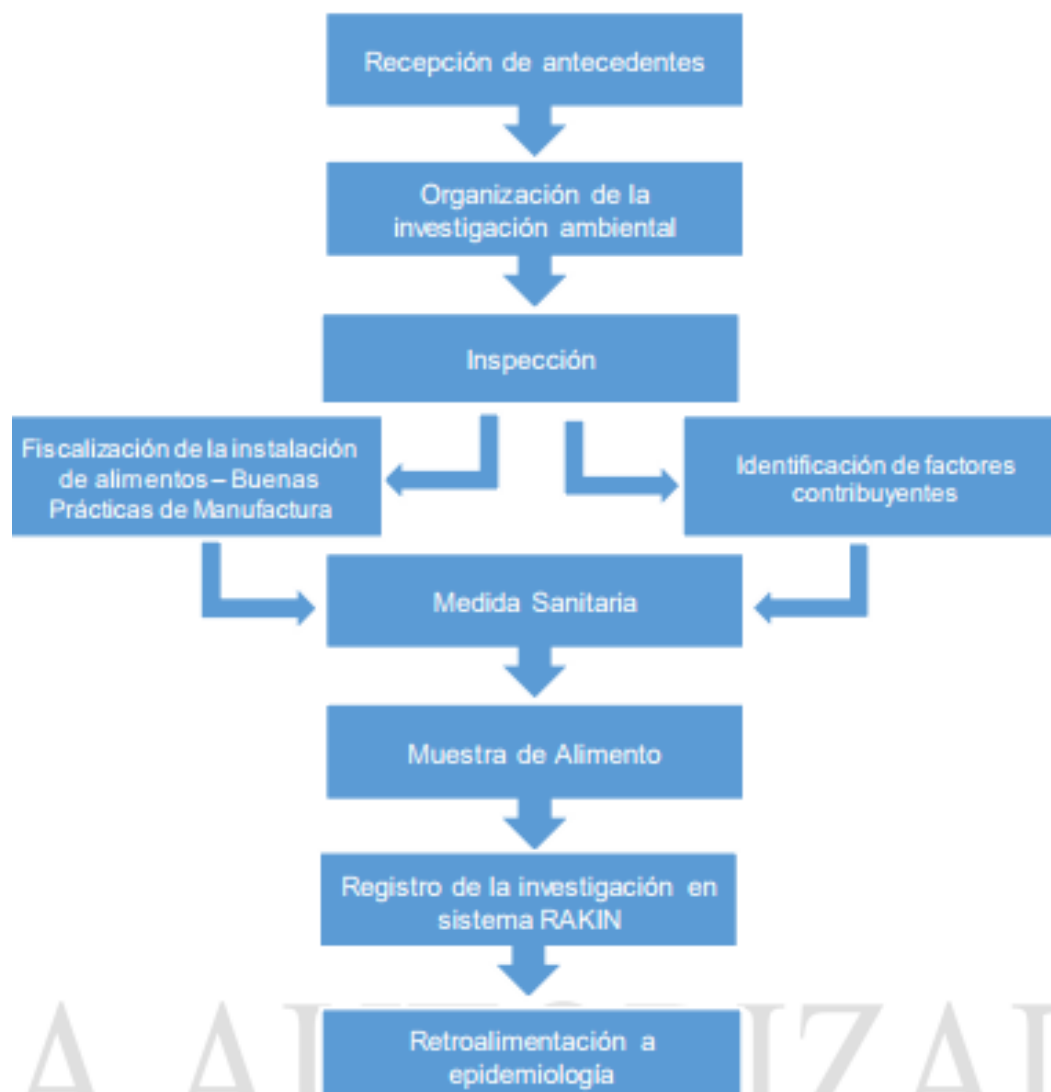 Recepción de antecedentes
Organización de la
investigación ambiental
Inspección
Fiscalización de la instalación
de alimentos – Buenas
Prácticas de Manufactura
Identificación de factores
contribuyentes
Medida Sanitaria
Muestra de Alimento
Registro de la investigación en
sistema RAKIN
Retroalimentación a
epidemiología